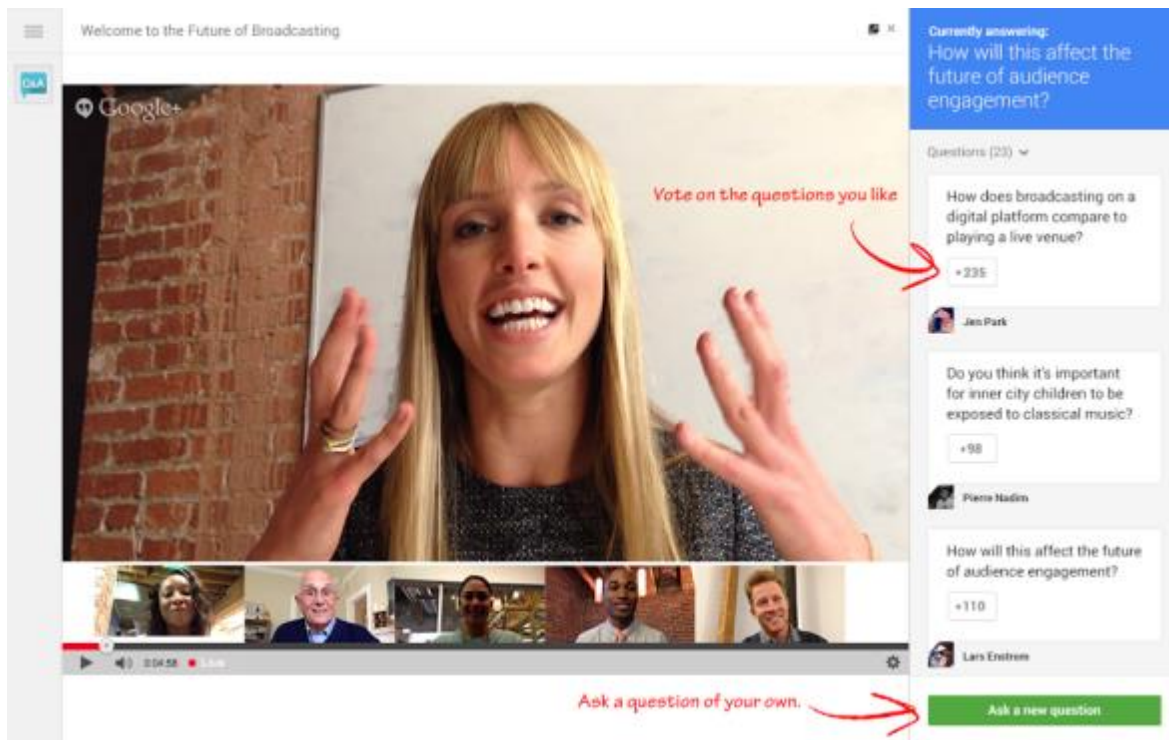 Welcome to the Future of Broadcasting
Q&A
Google+
Vote on the questions you like
0:04:58 LIVE
Ask a question of your own.
Currently answering:
How will this affect the
future of audience
engagement?
Questions (23)
How does broadcasting on a
digital platform compare to
playing a live venue?
+235
Jen Park
Do you think it's important
for inner city children to be
exposed to classical music?
+98
Pierre Nadim
How will this affect the future
of audience engagement?
+110
Lars Enstrom
Ask a new question